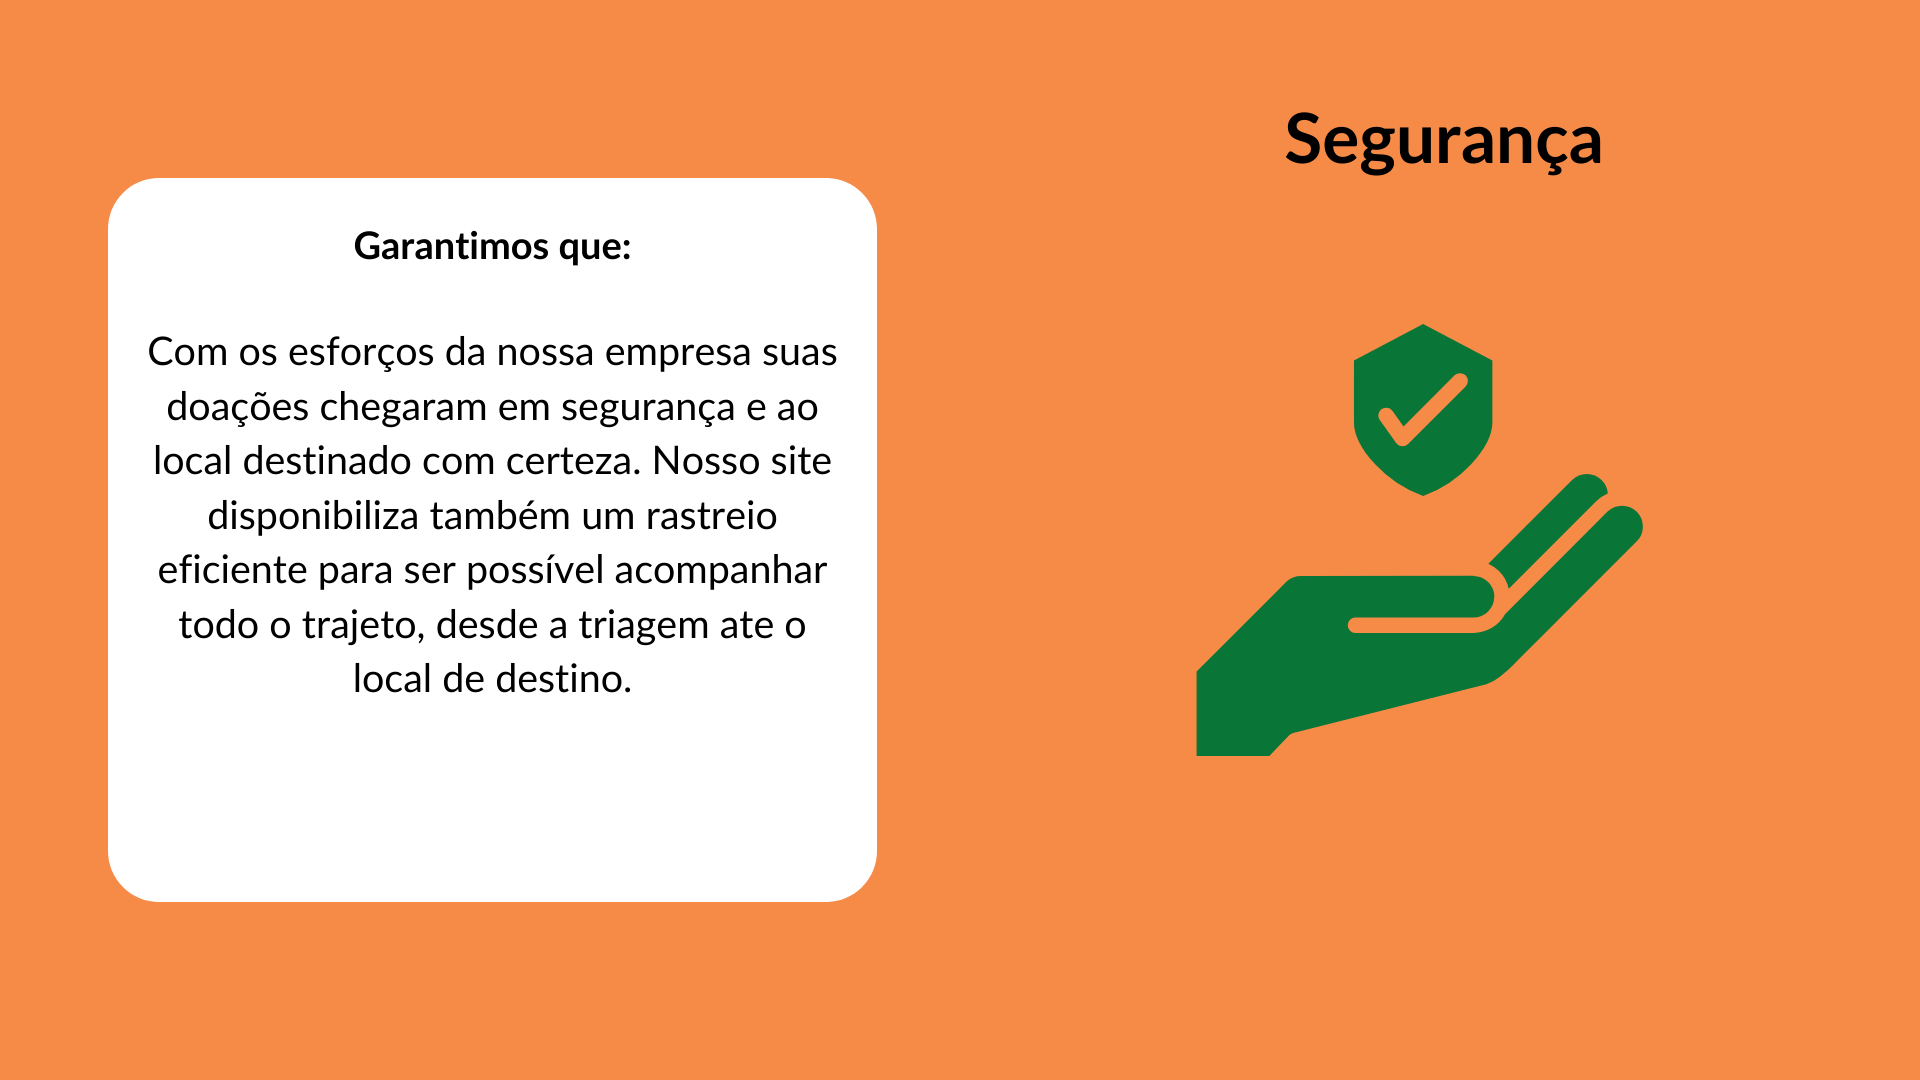 Segurança
Garantimos que:
Com os esforços da nossa empresa suas
doações chegaram em segurança e ao
local destinado com certeza. Nosso site
disponibiliza também um rastreio
eficiente para ser possível acompanhar
todo o trajeto, desde a triagem ate o
local de destino.